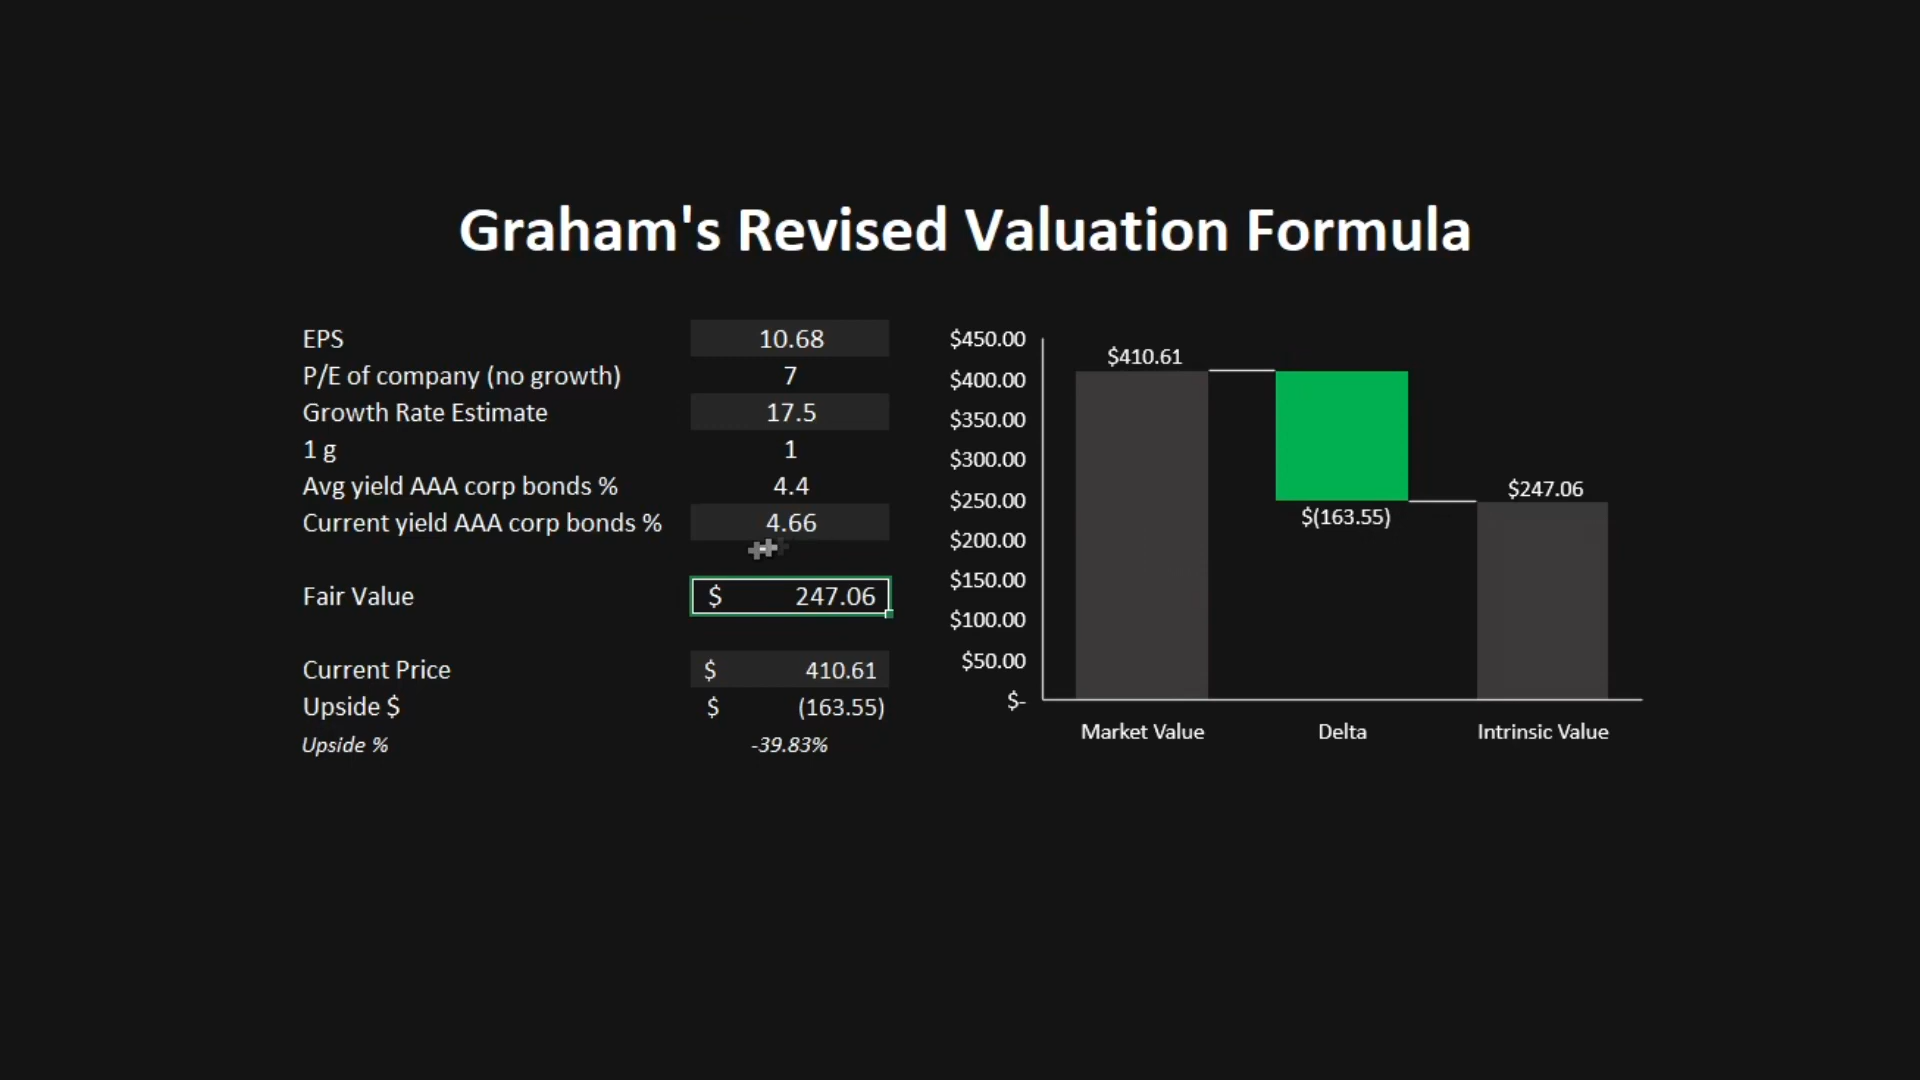 Graham's Revised Valuation Formula
EPS 10.68
P/E of company (no growth) 7
Growth Rate Estimate 17.5
1 g 1
Avg yield AAA corp bonds % 4.4
Current yield AAA corp bonds % 4.66
Fair Value $ 247.06
Current Price $ 410.61
Upside $ $ (163.55)
Upside % -39.83%
$450.00
$400.00
$350.00
$300.00
$250.00
$200.00
$150.00
$100.00
$50.00
$-
$410.61
$(163.55)
$247.06
Market Value
Delta
Intrinsic Value